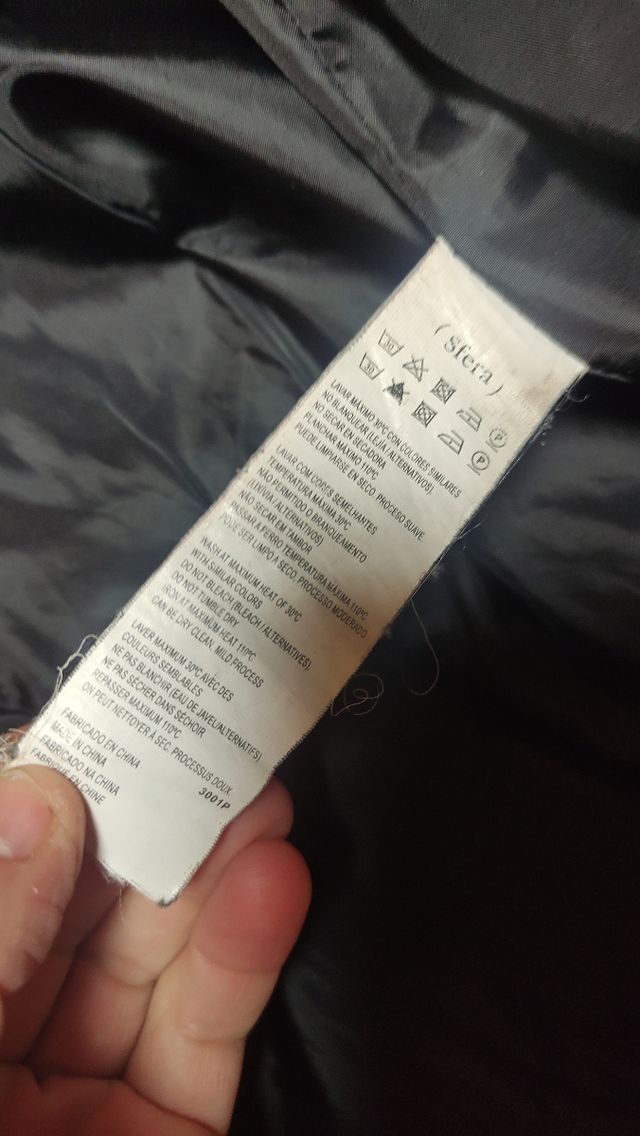 (sfera)
30 P
30 P
LAVAR MÁXIMO 30ºC CON COLORES SIMILARES
NO BLANQUEAR (LEJÍA / ALTERNATIVOS).
NO SECAR EN SECADORA
PLANCHAR MÁXIMO 110ºC
PUEDE LIMPIARSE EN SECO. PROCESO SUAVE
LAVAR COM CORES SEMELHANTES
TEMPERATURA MÁXIMA 30ºC
NÃO PERMITIDO O BRANQUEAMENTO
(LIXIVIA / ALTERNATIVOS)
NÃO SECAR EM TAMBOR
PASSAR A FERRO TEMPERATURA MÁXIMA 110ºC
PODE SER LIMPO A SECO, PROCESSO MODERADO
WASH AT MAXIMUM HEAT OF 30ºC
WITH SIMILAR COLORS
DO NOT BLEACH (BLEACH / ALTERNATIVES).
DO NOT TUMBLE DRY
IRON AT MAXIMUM HEAT 110ºC
CAN BE DRY CLEAN, MILD PROCESS
LAVER MAXIMUM 30ºC AVEC DES
COULEURS SEMBLABLES
NE PAS BLANCHIR (EAU DE JAVEL/ALTERNATIFS)
NE PAS SÉCHER DANS SÉCHOIR
REPASSER MAXIMUM 110ºC
ON PEUT NETTOYER À SEC, PROCESSUS DOUX.
3001P
FABRICADO EN CHINA
MADE IN CHINA
FABRICADO NA CHINA
FABRIQUÉ EN CHINE